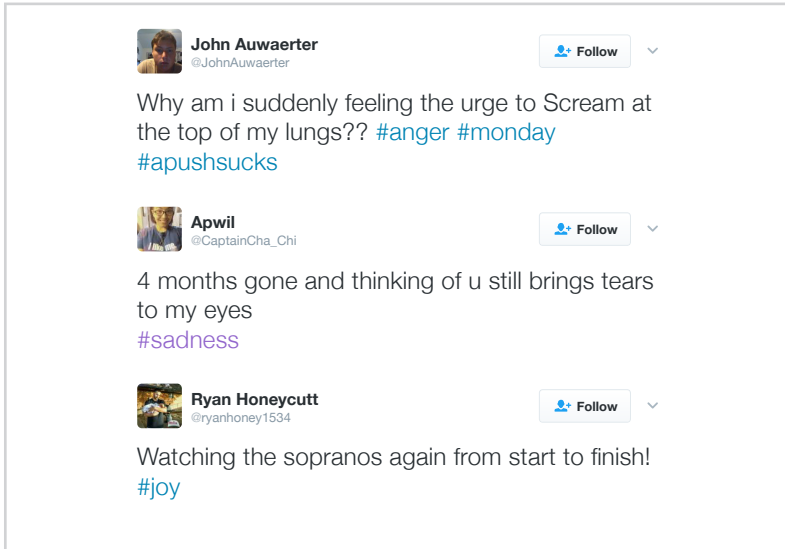 John Auwaerter
@JohnAuwaerter
Follow
Why am i suddenly feeling the urge to Scream at
the top of my lungs?? #anger #monday
#apushsucks
Apwil
@CaptainCha_Chi
Follow
4 months gone and thinking of u still brings tears
to my eyes
#sadness
Ryan Honeycutt
@ryanhoney1534
Follow
Watching the sopranos again from start to finish!
#joy